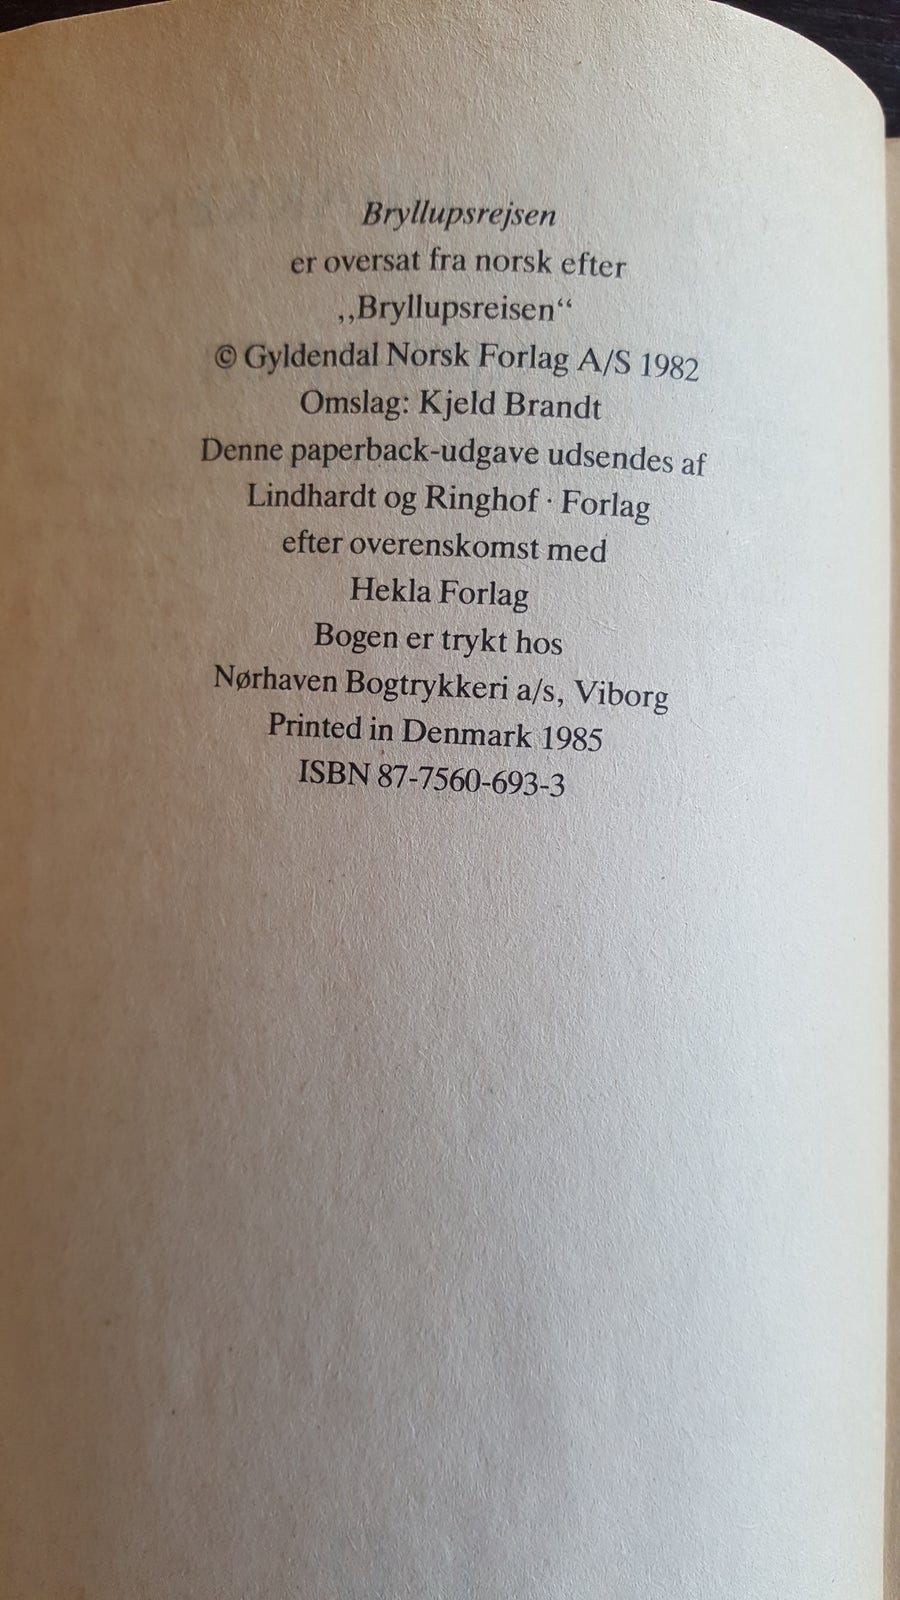 Bryllupsrejsen
er oversat fra norsk efter
,,Bryllupsreisen“
© Gyldendal Norsk Forlag A/S 1982
Omslag: Kjeld Brandt
Denne paperback-udgave udsendes af
Lindhardt og Ringhof · Forlag
efter overenskomst med
Hekla Forlag
Bogen er trykt hos
Nørhaven Bogtrykkeri a/s, Viborg
Printed in Denmark 1985
ISBN 87-7560-693-3